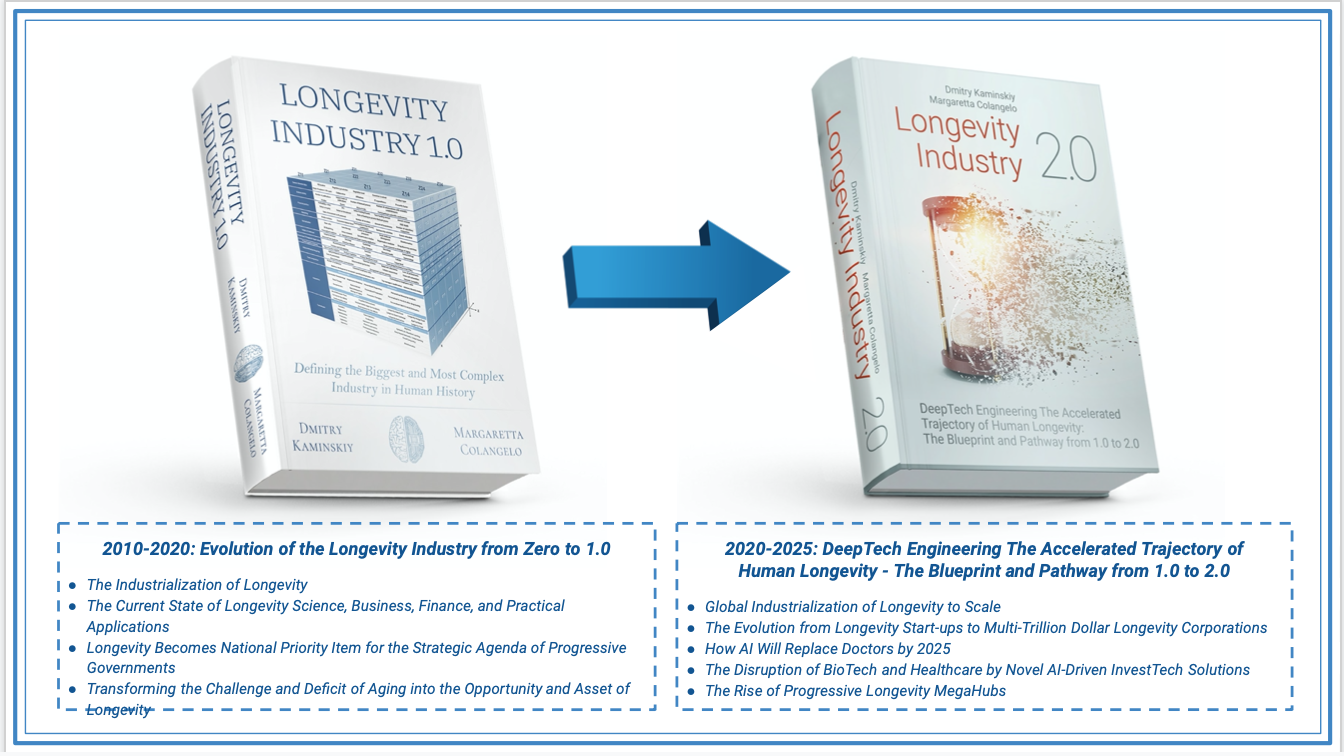 LONGEVITY
INDUSTRY 1.0
LONGEVITY
INDUSTRY 1.0
DMITRY
KAMINSKIY
MARGARETTA
COLANGELO
Defining the Biggest and Most Complex
Industry in Human History
DMITRY
KAMINSKIY
MARGARETTA
COLANGELO
Dmitry Kaminskiy
Margaretta Colangelo
Longevity
Industry
2.0
Longevity Industry
Dmitry Kaminskiy
Margaretta Colangelo
2.0
DeepTech Engineering The Accelerated
Trajectory of Human Longevity:
The Blueprint and Pathway from 1.0 to 2.0
2010-2020: Evolution of the Longevity Industry from Zero to 1.0
● The Industrialization of Longevity
● The Current State of Longevity Science, Business, Finance, and Practical
Applications
● Longevity Becomes National Priority Item for the Strategic Agenda of Progressive
Governments
● Transforming the Challenge and Deficit of Aging into the Opportunity and Asset of
Longevity
2020-2025: DeepTech Engineering The Accelerated Trajectory of
Human Longevity - The Blueprint and Pathway from 1.0 to 2.0
● Global Industrialization of Longevity to Scale
● The Evolution from Longevity Start-ups to Multi-Trillion Dollar Longevity Corporations
● How AI Will Replace Doctors by 2025
● The Disruption of BioTech and Healthcare by Novel AI-Driven InvestTech Solutions
● The Rise of Progressive Longevity MegaHubs